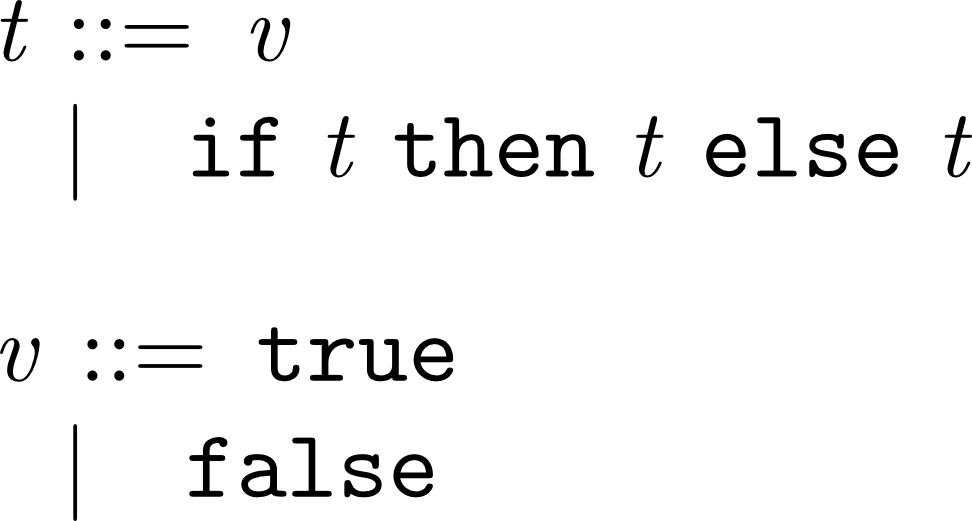 t ::= v
| if t then t else t
v ::= true
| false